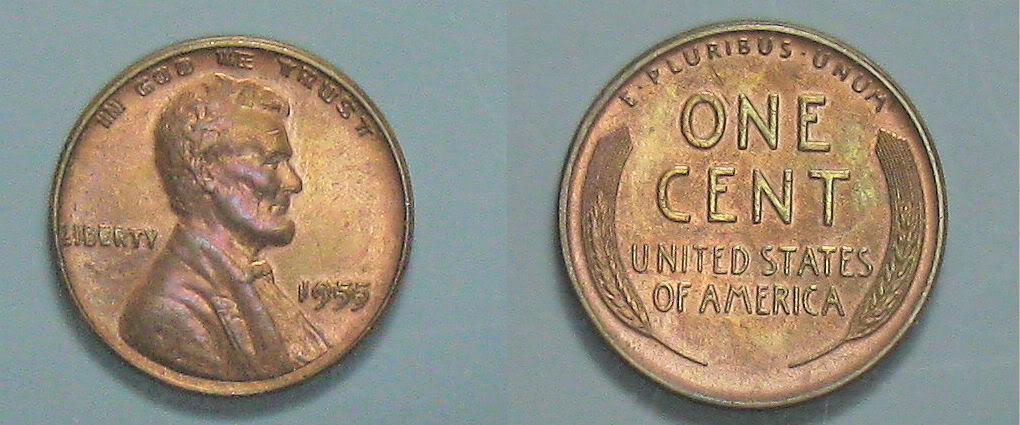 IN GOD WE TRUST
LIBERTY
1955
E·PLURIBUS·UNUM
ONE
CENT
UNITED STATES
OF AMERICA